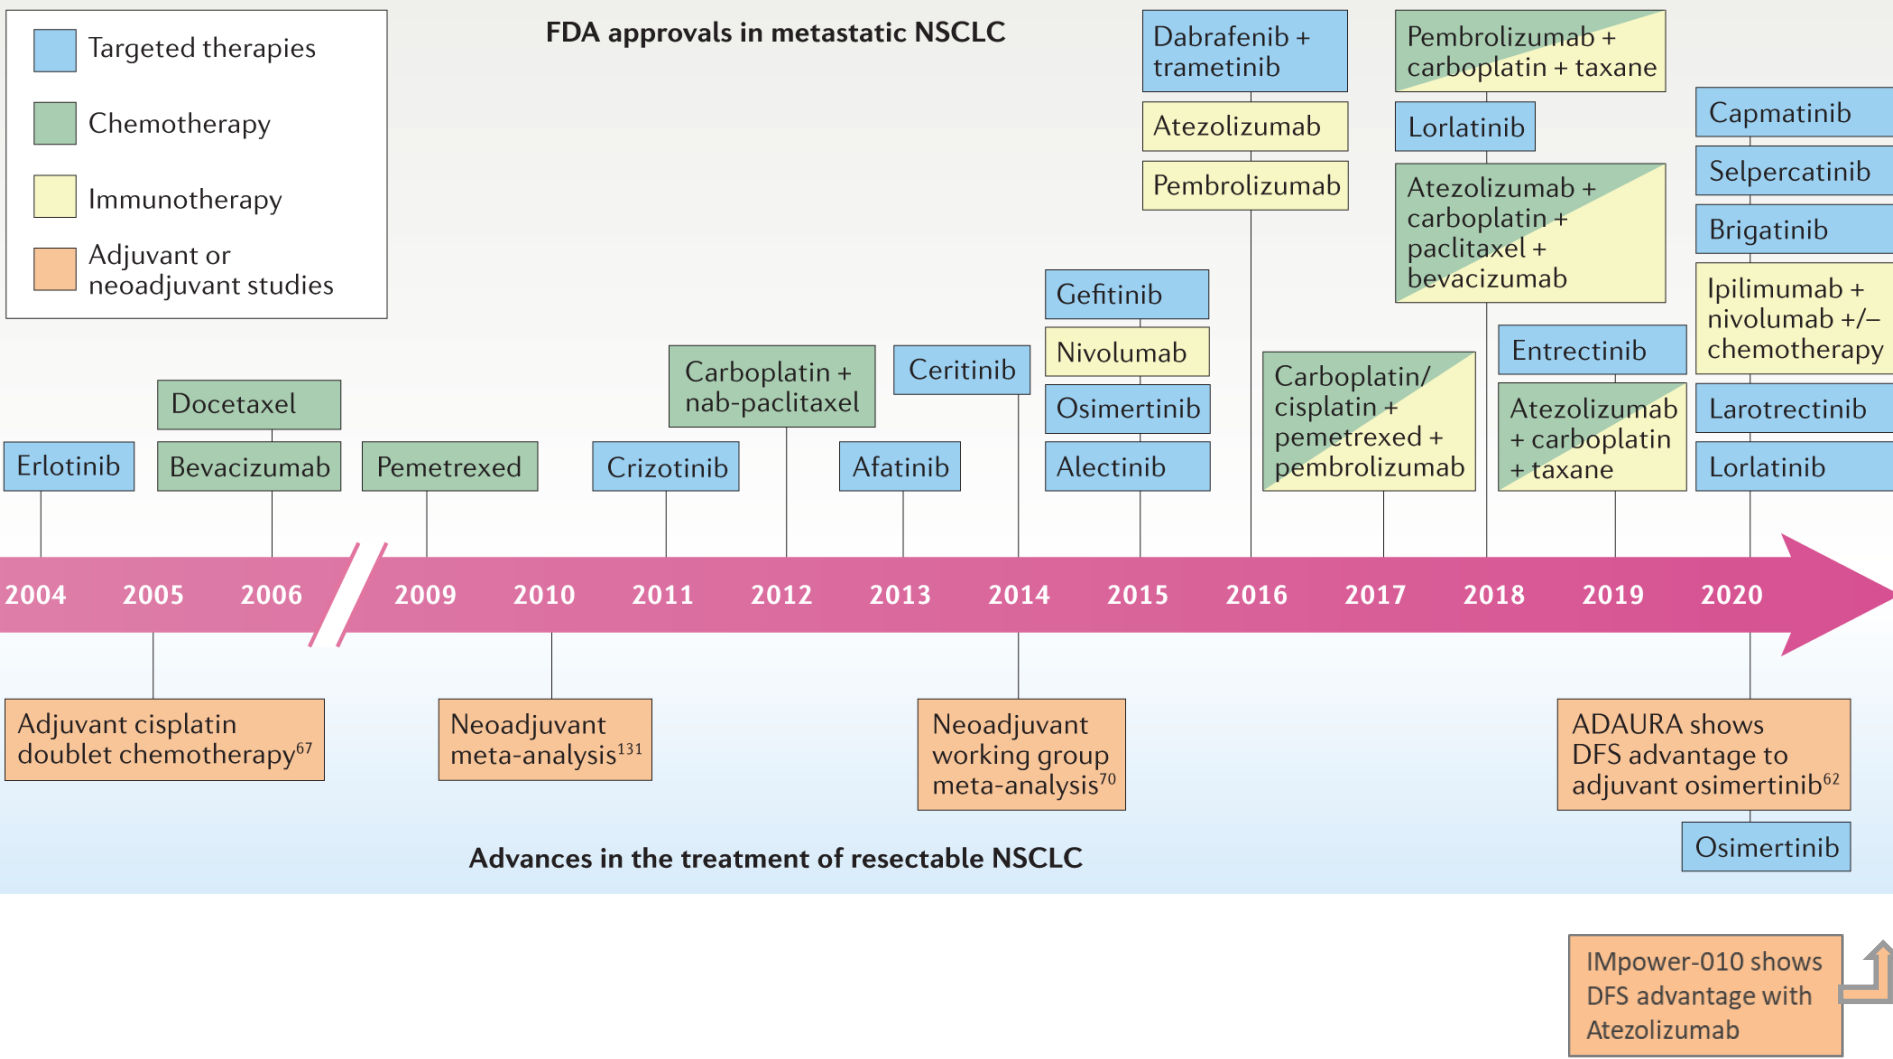 Targeted therapies
Chemotherapy
Immunotherapy
Adjuvant or
neoadjuvant studies
FDA approvals in metastatic NSCLC
Erlotinib
Docetaxel
Bevacizumab
Pemetrexed
Crizotinib
Carboplatin +
nab-paclitaxel
Afatinib
Ceritinib
Gefitinib
Nivolumab
Osimertinib
Alectinib
Dabrafenib +
trametinib
Atezolizumab
Pembrolizumab
Carboplatin/
cisplatin +
pemetrexed +
pembrolizumab
Pembrolizumab +
carboplatin + taxane
Lorlatinib
Atezolizumab +
carboplatin +
paclitaxel +
bevacizumab
Entrectinib
Atezolizumab
+ carboplatin
+ taxane
Capmatinib
Selpercatinib
Brigatinib
Ipilimumab +
nivolumab +/–
chemotherapy
Larotrectinib
Lorlatinib
2004 2005 2006 2009 2010 2011 2012 2013 2014 2015 2016 2017 2018 2019 2020
Adjuvant cisplatin
doublet chemotherapy67
Neoadjuvant
meta-analysis131
Neoadjuvant
working group
meta-analysis70
ADAURA shows
DFS advantage to
adjuvant osimertinib62
Osimertinib
Advances in the treatment of resectable NSCLC
IMpower-010 shows
DFS advantage with
Atezolizumab